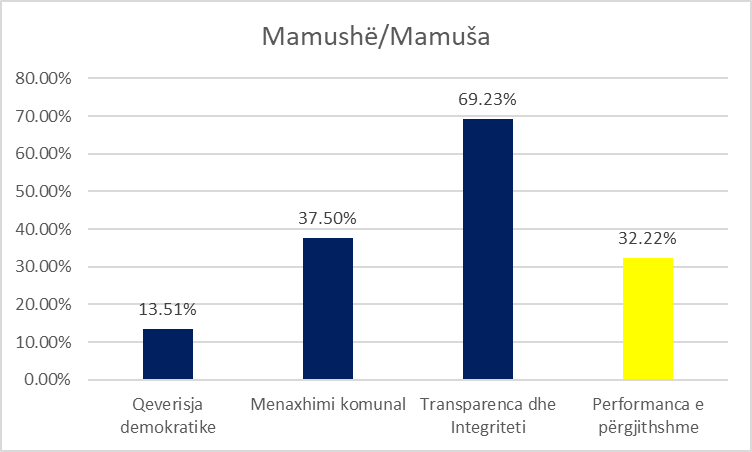 Mamushë/Mamuša
80.00%
70.00%
60.00%
50.00%
40.00%
30.00%
20.00%
10.00%
0.00%
13.51%
37.50%
69.23%
32.22%
Qeverisja
demokratike
Menaxhimi komunal
Transparenca dhe
Integriteti
Performanca e
përgjithshme